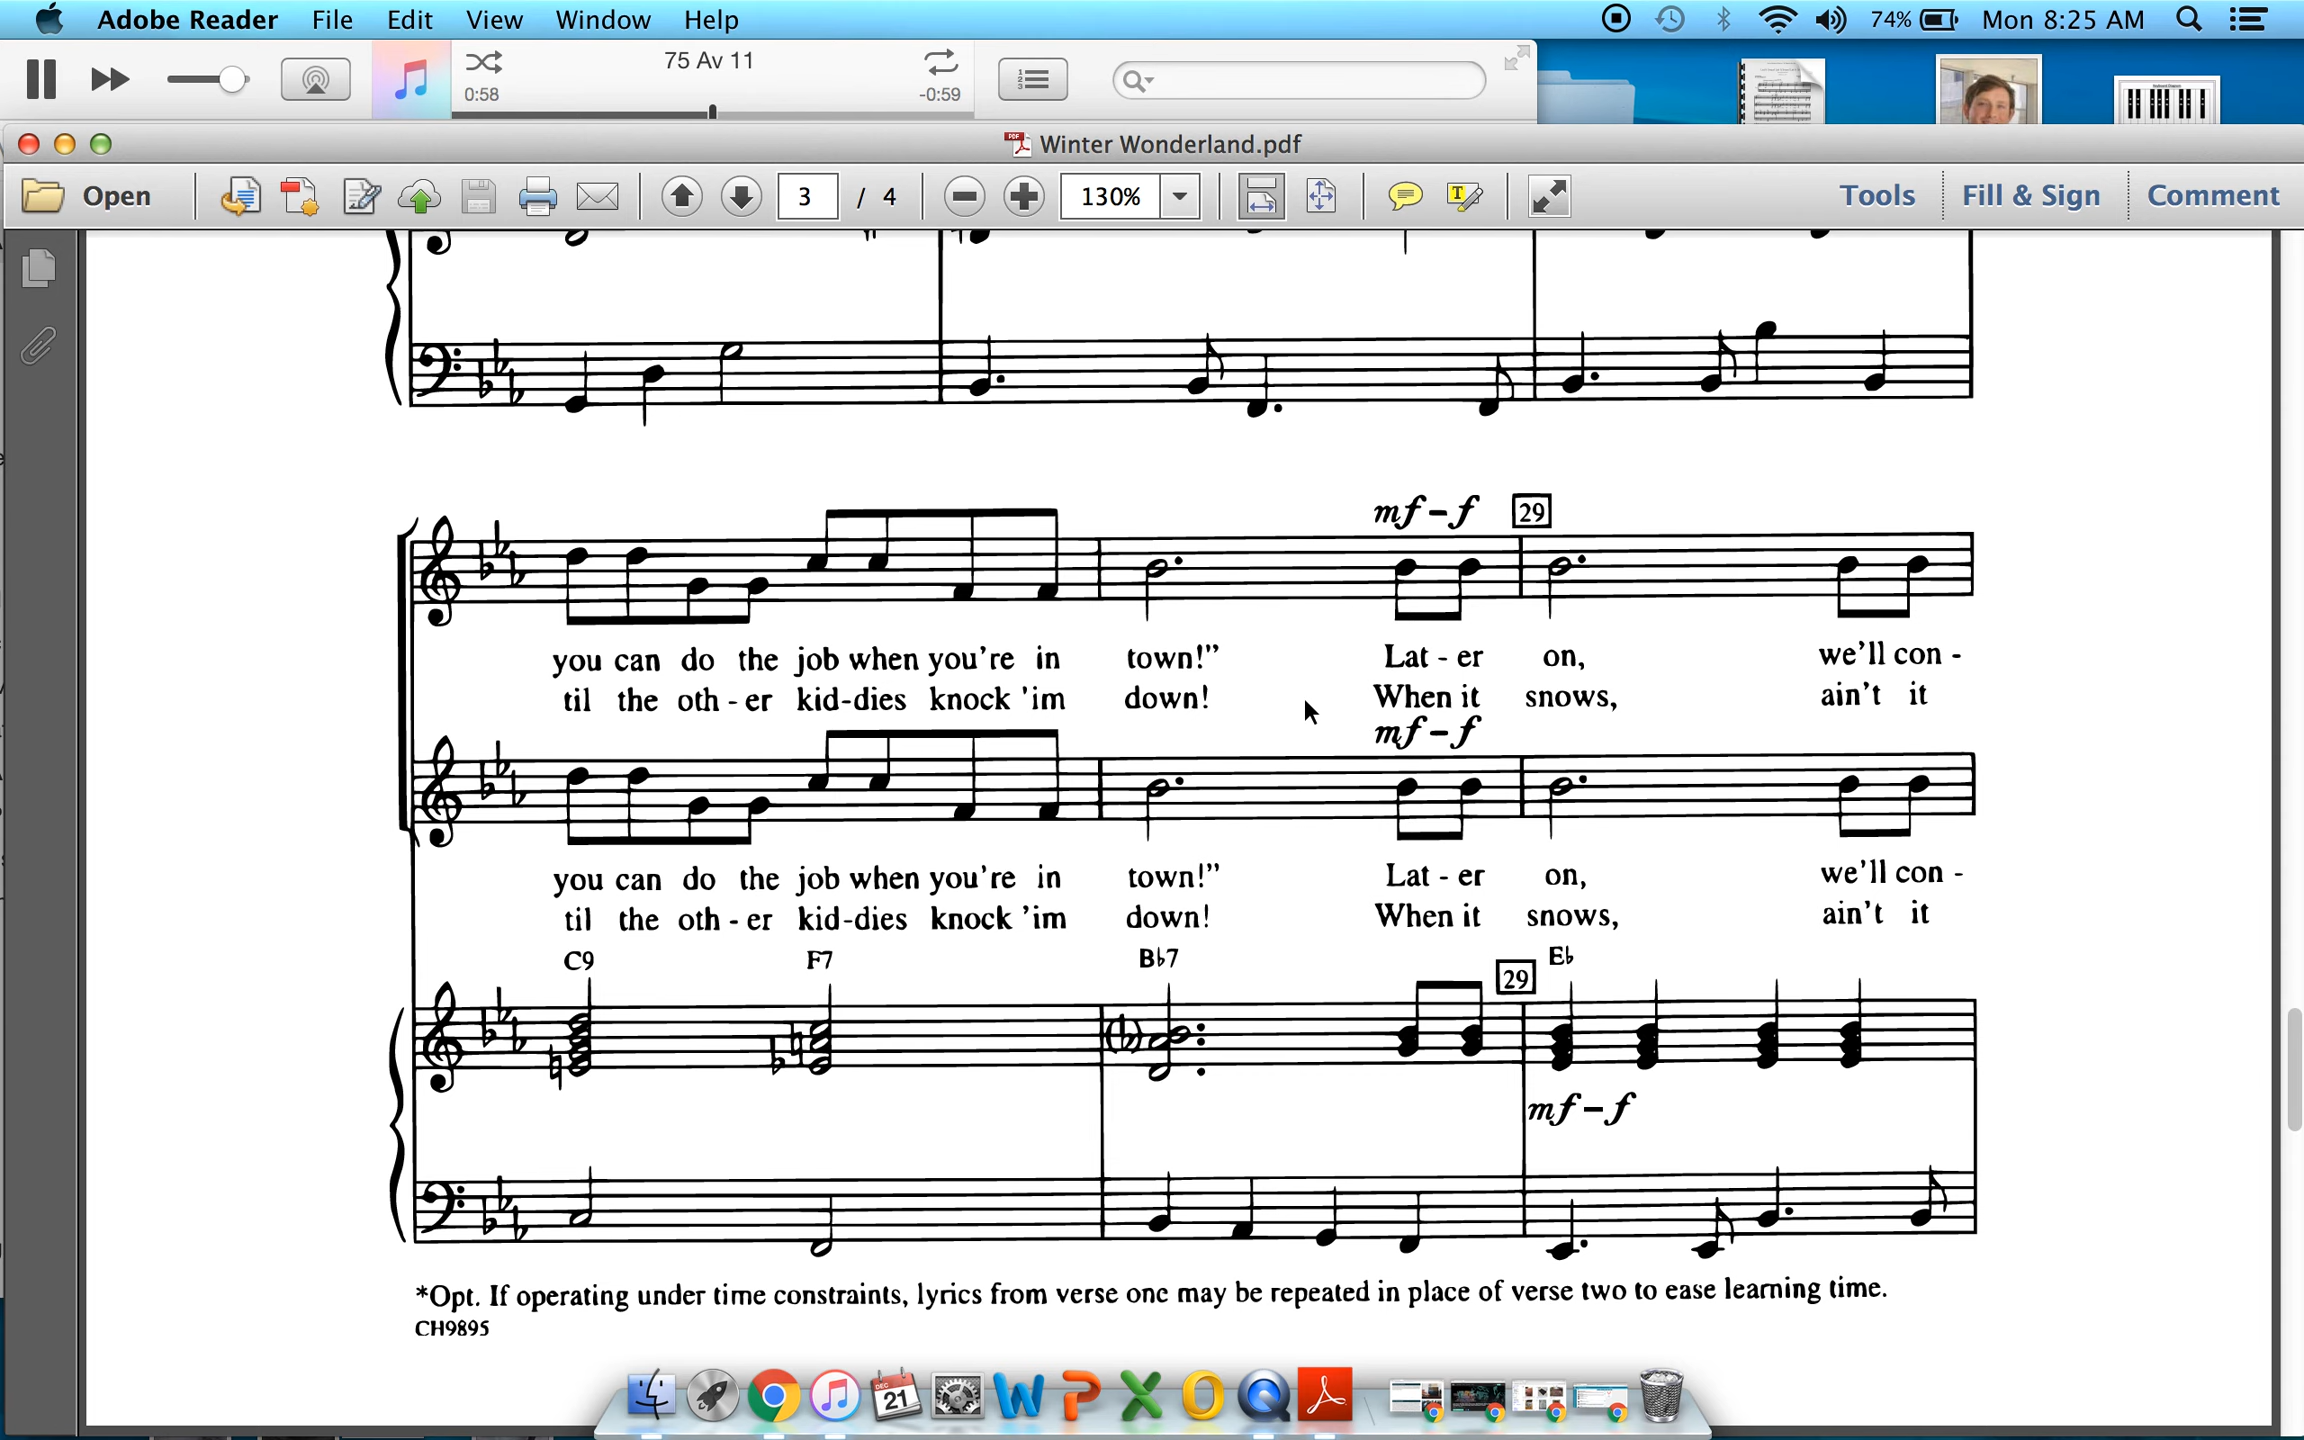 Adobe Reader File Edit View Window Help 74% Mon 8:25 AM
75 Av 11
0:58 -0:59
Winter Wonderland.pdf
Open 3 / 4 130% Tools Fill & Sign Comment
mf – f 29
you can do the job when you're in town!” Lat - er on, we'll con -
til the oth - er kid-dies knock 'im down! When it snows, ain't it
mf – f
you can do the job when you're in town!” Lat - er on, we'll con -
til the oth - er kid-dies knock 'im down! When it snows, ain't it
C9 F7 B♭7 29 E♭
mf – f
*Opt. If operating under time constraints, lyrics from verse one may be repeated in place of verse two to ease learning time.
CH9895
DEC
21